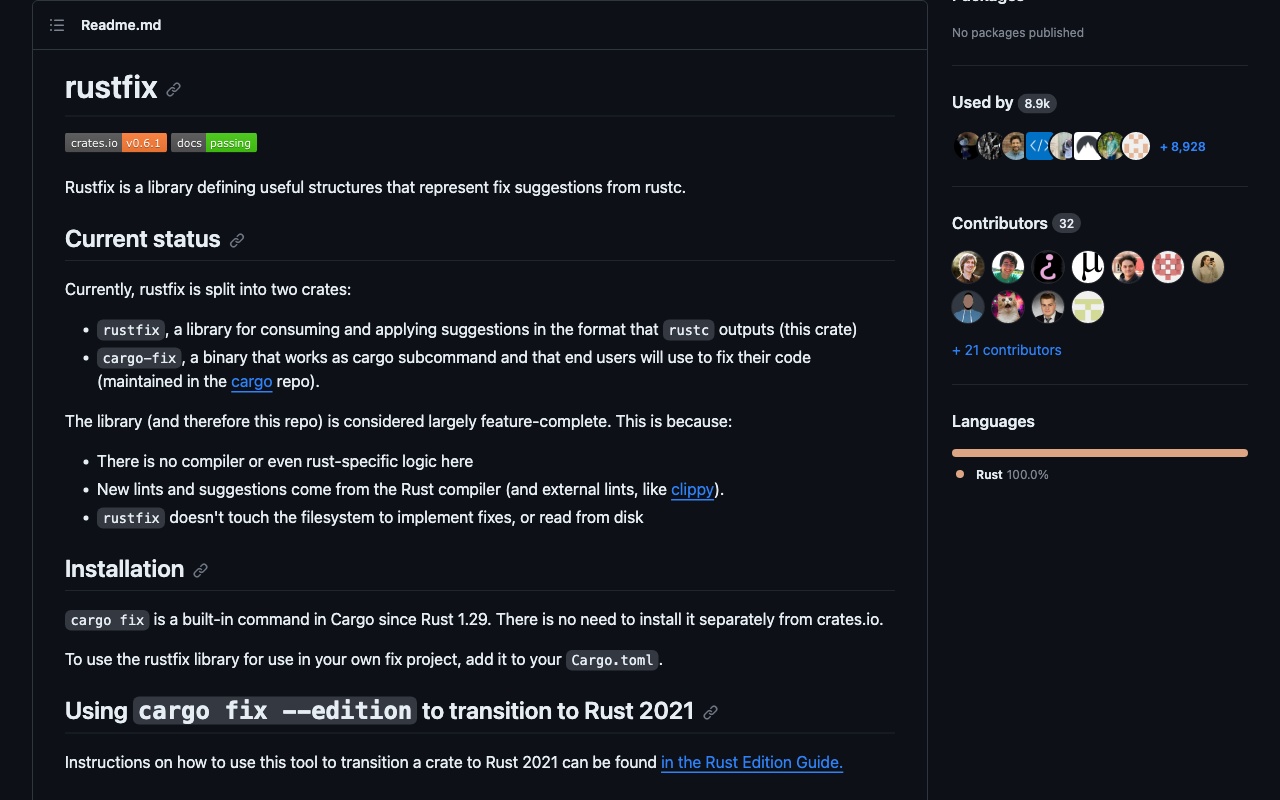 Readme.md
rustfix
crates.io v0.6.1 docs passing
Rustfix is a library defining useful structures that represent fix suggestions from rustc.
Current status
Currently, rustfix is split into two crates:
• rustfix, a library for consuming and applying suggestions in the format that rustc outputs (this crate)
• cargo-fix, a binary that works as cargo subcommand and that end users will use to fix their code
(maintained in the cargo repo).
The library (and therefore this repo) is considered largely feature-complete. This is because:
• There is no compiler or even rust-specific logic here
• New lints and suggestions come from the Rust compiler (and external lints, like clippy).
• rustfix doesn't touch the filesystem to implement fixes, or read from disk
Installation
cargo fix is a built-in command in Cargo since Rust 1.29. There is no need to install it separately from crates.io.
To use the rustfix library for use in your own fix project, add it to your Cargo.toml.
Using cargo fix --edition to transition to Rust 2021
Instructions on how to use this tool to transition a crate to Rust 2021 can be found in the Rust Edition Guide.
Packages
No packages published
Used by 8.9k
</>
+ 8,928
Contributors 32
μ
+ 21 contributors
Languages
Rust 100.0%